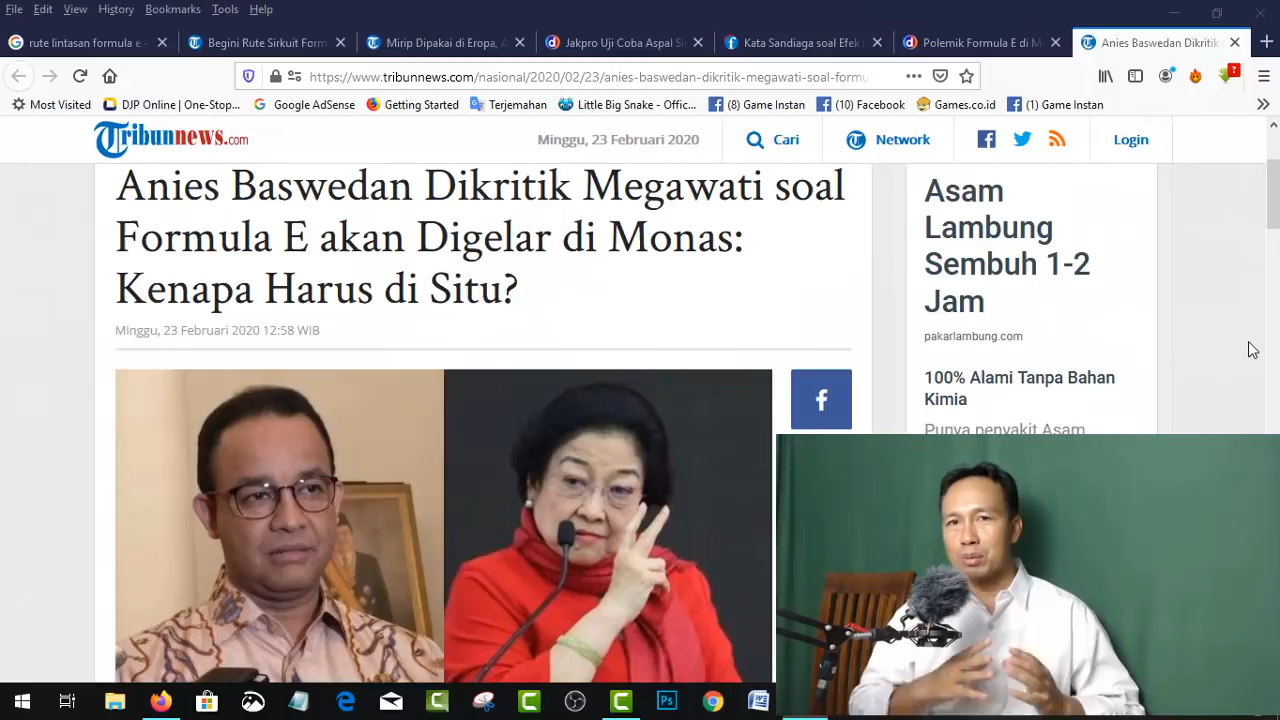 File Edit View History Bookmarks Tools Help
rute lintasan formula e -
Begini Rute Sirkuit Form
Mirip Dipakai di Eropa, A
Jakpro Uji Coba Aspal Su
Kata Sandiaga soal Efek
Polemik Formula E di M
Anies Baswedan Dikritik
https://www.tribunnews.com/nasional/2020/02/23/anies-baswedan-dikritik-megawati-soal-formu
Most Visited
DJP Online | One-Stop...
Google AdSense
Getting Started
Terjemahan
Little Big Snake - Offic...
(8) Game Instan
(10) Facebook
Games.co.id
(1) Game Instan
Tribunnews.com
Minggu, 23 Februari 2020
Cari
Network
Login
Anies Baswedan Dikritik Megawati soal
Formula E akan Digelar di Monas:
Kenapa Harus di Situ?
Minggu, 23 Februari 2020 12:58 WIB
Asam
Lambung
Sembuh 1-2
Jam
pakarlambung.com
100% Alami Tanpa Bahan
Kimia
Punya penyakit Asam